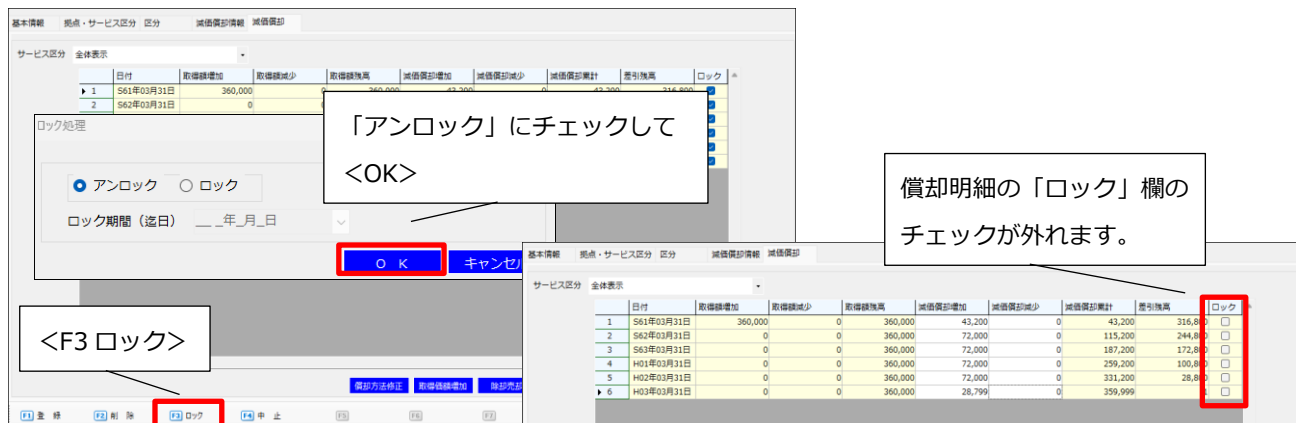 基本情報 拠点・サービス区分 区分 減価償却情報 減価償却
サービス区分 全体表示
日付 取得額増加 取得額減少 取得額残高 減価償却増加 減価償却減少 減価償却累計 差引残高 ロック
1 S61年03月31日 360,000 0 360,000 43,200 0 43,200 316,800
2 S62年03月31日 0
ロック処理
アンロック ロック
ロック期間（迄日） __ _年_月_日
ＯＫ キャンセル
「アンロック」にチェックして
<OK>
<F3 ロック>
償却方法修正 取得価額増加 除却売却
F1 登 録 F2 削 除 F3 ロック F4 中 止 F5 F6 F7
償却明細の「ロック」欄の
チェックが外れます。
基本情報 拠点・サービス区分 区分 減価償却情報 減価償却
サービス区分 全体表示
日付 取得額増加 取得額減少 取得額残高 減価償却増加 減価償却減少 減価償却累計 差引残高 ロック
1 S61年03月31日 360,000 0 360,000 43,200 0 43,200 316,800
2 S62年03月31日 0 0 360,000 72,000 0 115,200 244,800
3 S63年03月31日 0 0 360,000 72,000 0 187,200 172,800
4 H01年03月31日 0 0 360,000 72,000 0 259,200 100,800
5 H02年03月31日 0 0 360,000 72,000 0 331,200 28,800
6 H03年03月31日 0 0 360,000 28,799 0 359,999 1